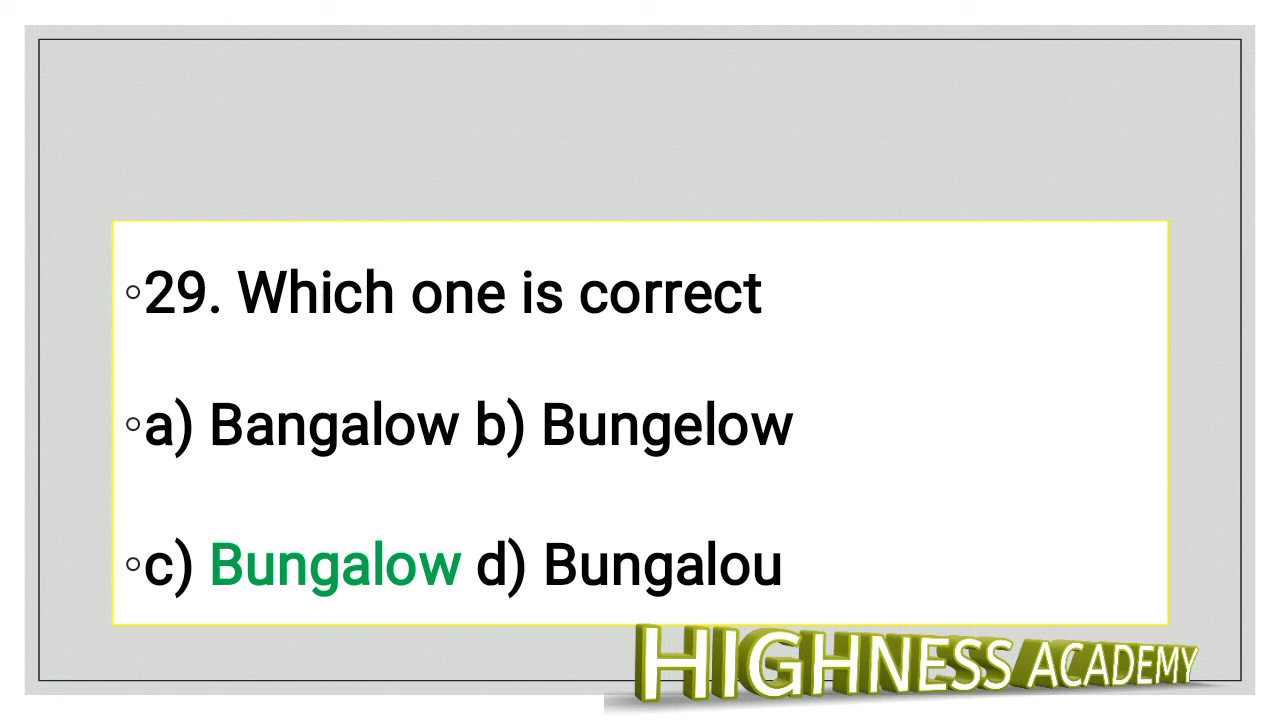 ◦29. Which one is correct
◦a) Bangalow b) Bungelow
◦c) Bungalow d) Bungalou
HIGHNESS ACADEMY